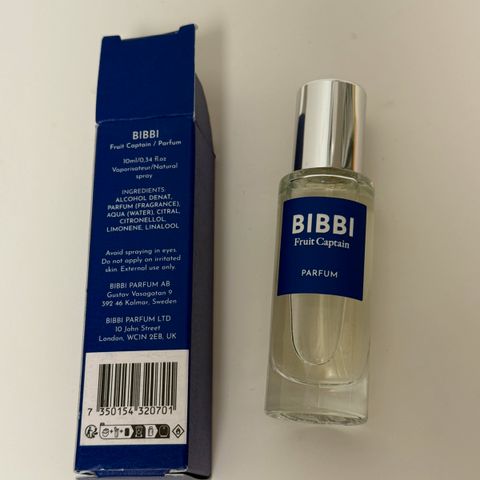 BIBBI
Fruit Captain / Parfum
10ml/0,34 fl.oz
Vaporisateur/Natural
spray
INGREDIENTS
ALCOHOL DENAT,
PARFUM (FRAGRANCE),
AQUA (WATER), CITRAL,
CITRONELLOL,
LIMONENE, LINALOOL
Avoid spraying in eyes.
Do not apply on irritated
skin. External use only.
BIBBI PARFUM AB
Gustav Vasagatan 9
392 46 Kalmar, Sweden
BIBBI PARFUM LTD
10 John Street
London, WC1N 2EB, UK
7 350154 320701
BIBBI
Fruit Captain
PARFUM